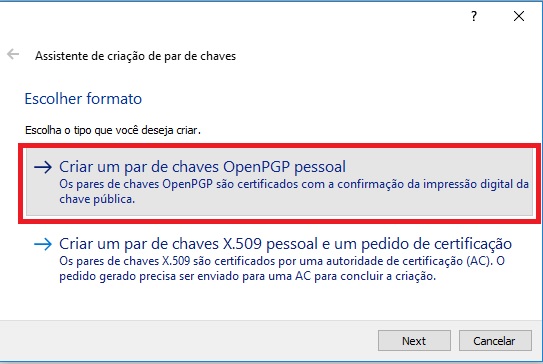 ?
Assistente de criação de par de chaves
Escolher formato
Escolha o tipo que você deseja criar.
Criar um par de chaves OpenPGP pessoal
Os pares de chaves OpenPGP são certificados com a confirmação da impressão digital da
chave pública.
Criar um par de chaves X.509 pessoal e um pedido de certificação
Os pares de chaves X.509 são certificados por uma autoridade de certificação (AC). O
pedido gerado precisa ser enviado para uma AC para concluir a criação.
Next
Cancelar